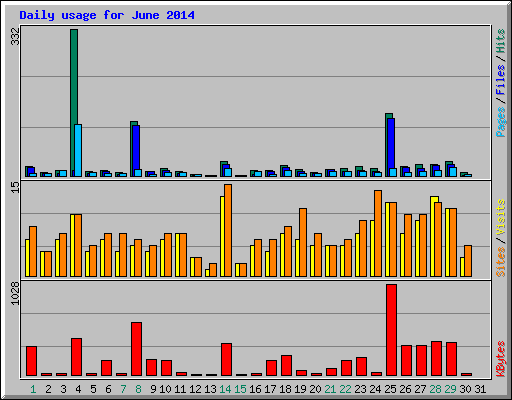 Daily usage for June 2014
332
Pages / Files / Hits
15
Sites / Visits
1028
KBytes
1 2 3 4 5 6 7 8 9 10 11 12 13 14 15 16 17 18 19 20 21 22 23 24 25 26 27 28 29 30 31